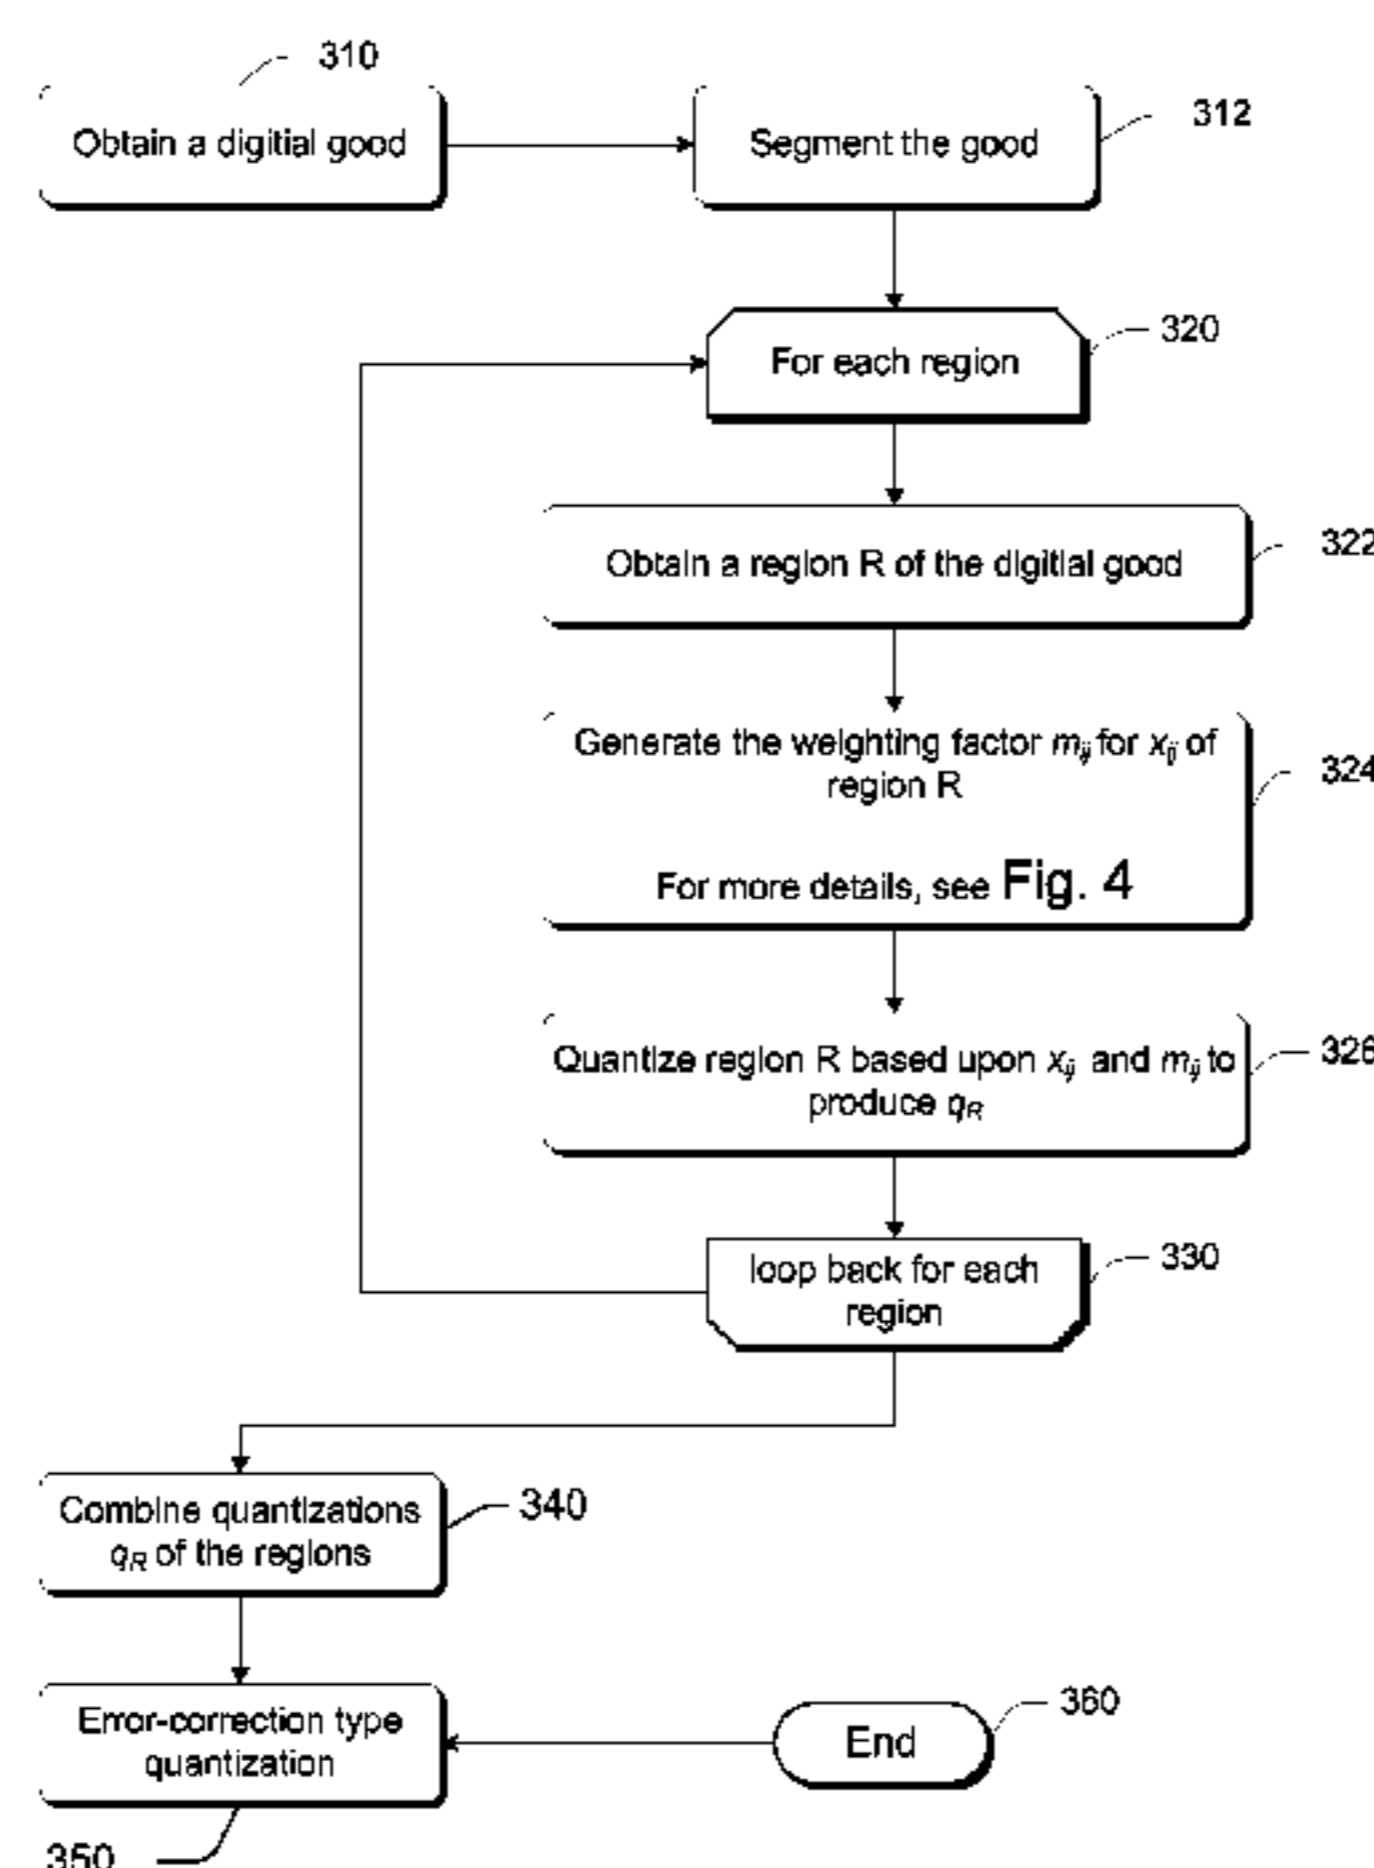 310
Obtain a digitial good
Segment the good
312
For each region
320
Obtain a region R of the digitial good
322
Generate the weighting factor mij for xij of
region R
For more details, see Fig. 4
324
Quantize region R based upon xij and mij to
produce qR
326
loop back for each
region
330
Combine quantizations
qR of the regions
340
Error-correction type
quantization
350
End
360